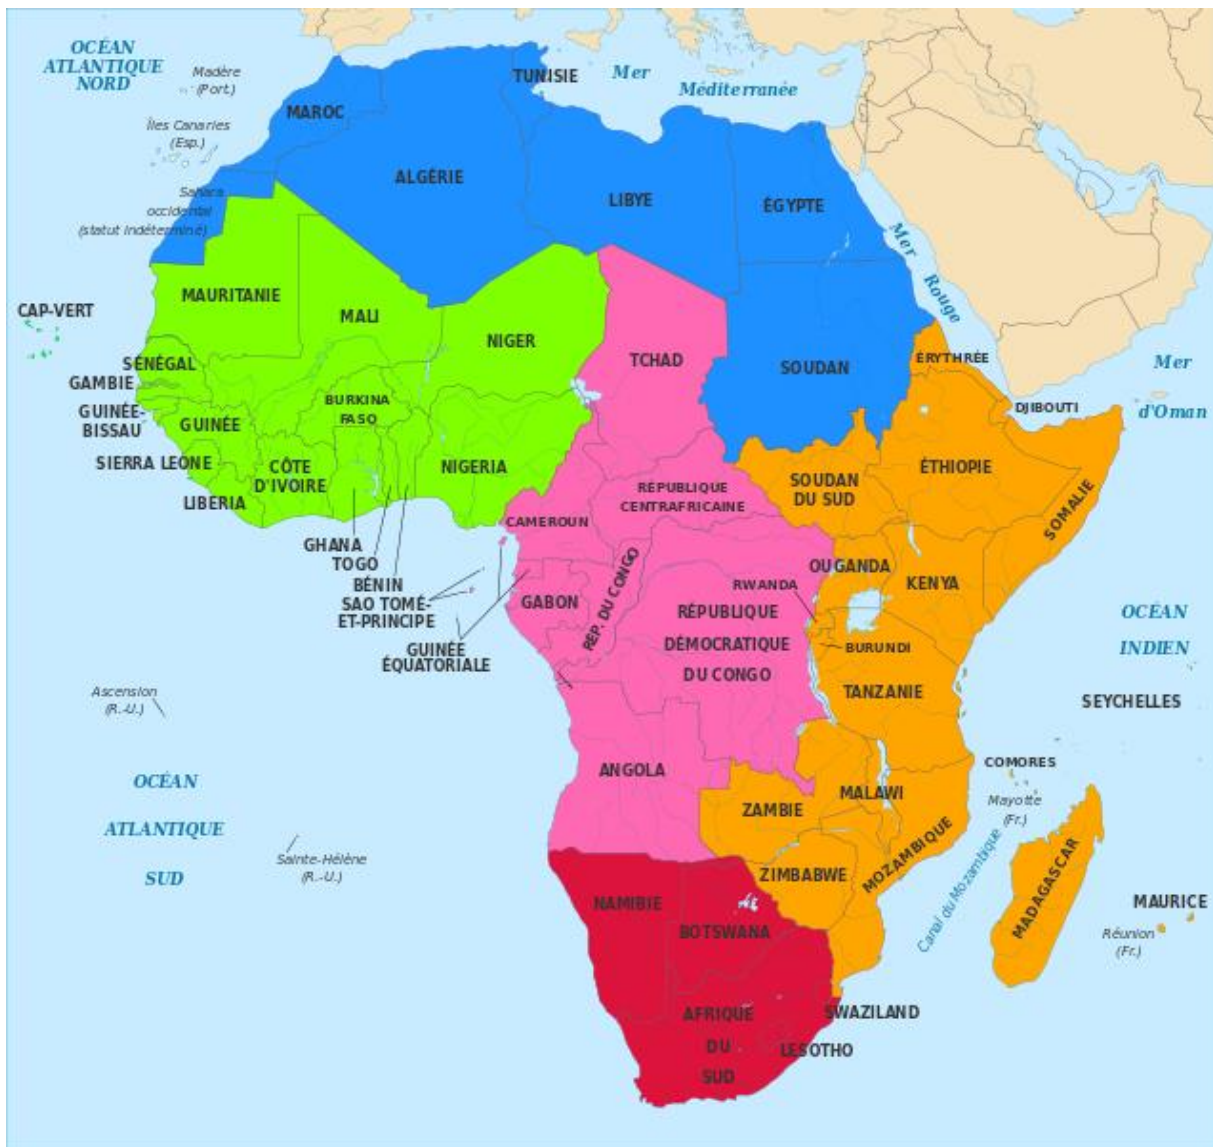 OCÉAN
ATLANTIQUE
NORD
Madère
(Port.)
TUNISIE
Mer
Méditerranée
MAROC
Îles Canaries
(Esp.)
ALGÉRIE
LIBYE
ÉGYPTE
Sahara
occidental
(statut indéterminé)
Mer
Rouge
MAURITANIE
CAP-VERT
MALI
NIGER
TCHAD
SOUDAN
ÉRYTHRÉE
Mer
d'Oman
SÉNÉGAL
GAMBIE
GUINÉE-
BISSAU
BURKINA
FASO
DJIBOUTI
GUINÉE
SIERRA LEONE
CÔTE
D'IVOIRE
NIGERIA
LIBERIA
RÉPUBLIQUE
CENTRAFRICAINE
SOUDAN
DU SUD
ÉTHIOPIE
SOMALIE
CAMEROUN
GHANA
TOGO
BÉNIN
SAO TOMÉ-
ET-PRINCIPE
GUINÉE
ÉQUATORIALE
GABON
RÉP. DU CONGO
RÉPUBLIQUE
DÉMOCRATIQUE
DU CONGO
OUGANDA
KENYA
RWANDA
BURUNDI
TANZANIE
OCÉAN
INDIEN
SEYCHELLES
Ascension
(R.-U.)
OCÉAN
ATLANTIQUE
SUD
ANGOLA
COMORES
Mayotte
(Fr.)
ZAMBIE
MALAWI
MOZAMBIQUE
Canal du Mozambique
MADAGASCAR
Sainte-Hélène
(R.-U.)
ZIMBABWE
NAMIBIE
BOTSWANA
MAURICE
Réunion
(Fr.)
AFRIQUE
DU
SUD
SWAZILAND
LESOTHO